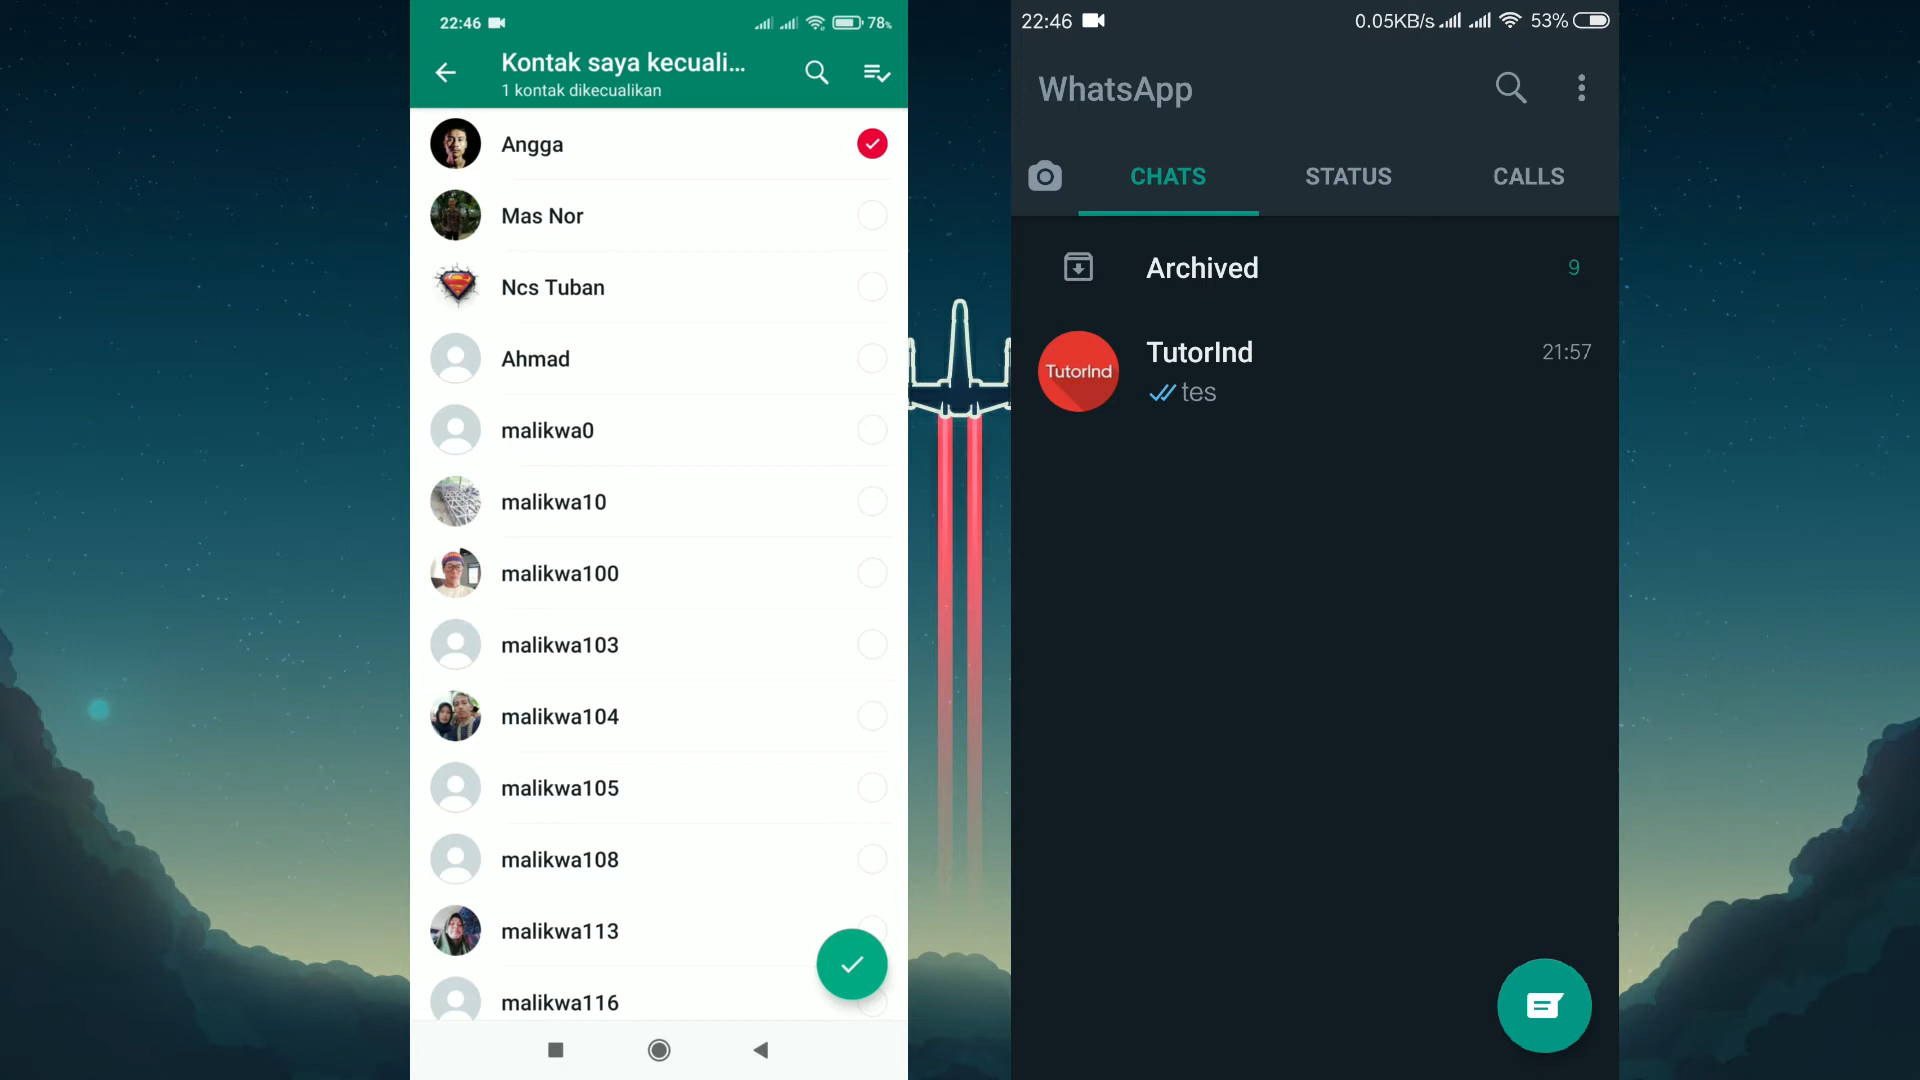 22:46
78%
Kontak saya kecuali...
1 kontak dikecualikan
Angga
Mas Nor
Ncs Tuban
Ahmad
malikwa0
malikwa10
malikwa100
malikwa103
malikwa104
malikwa105
malikwa108
malikwa113
malikwa116
22:46
0.05KB/s
53%
WhatsApp
CHATS
STATUS
CALLS
Archived
9
TutorInd
TutorInd
21:57
tes